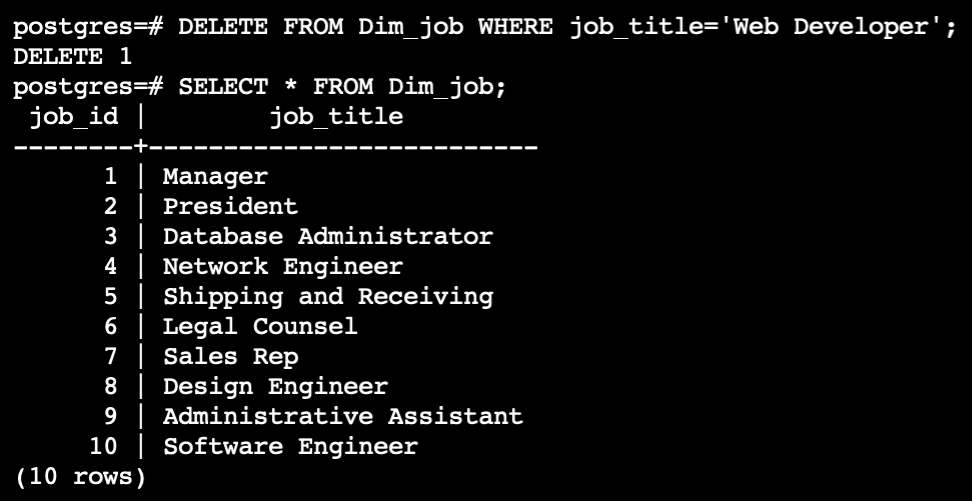 postgres=# DELETE FROM Dim_job WHERE job_title='Web Developer';
DELETE 1
postgres=# SELECT * FROM Dim_job;
 job_id |        job_title
--------+--------------------------
      1 | Manager
      2 | President
      3 | Database Administrator
      4 | Network Engineer
      5 | Shipping and Receiving
      6 | Legal Counsel
      7 | Sales Rep
      8 | Design Engineer
      9 | Administrative Assistant
     10 | Software Engineer
(10 rows)